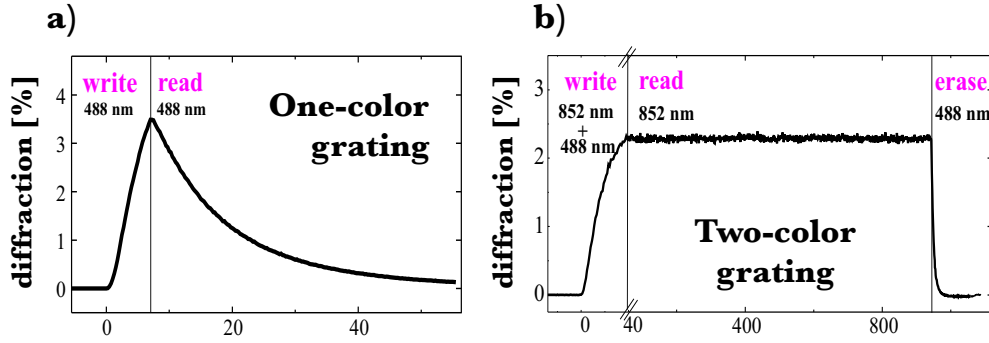 a)
write read
488 nm 488 nm
One-color
grating
diffraction [%]
4
3
2
1
0
0 20 40
b)
write read erase
852 nm 852 nm 488 nm
+
488 nm
Two-color
grating
diffraction [%]
3
2
1
0
0 40 400 800